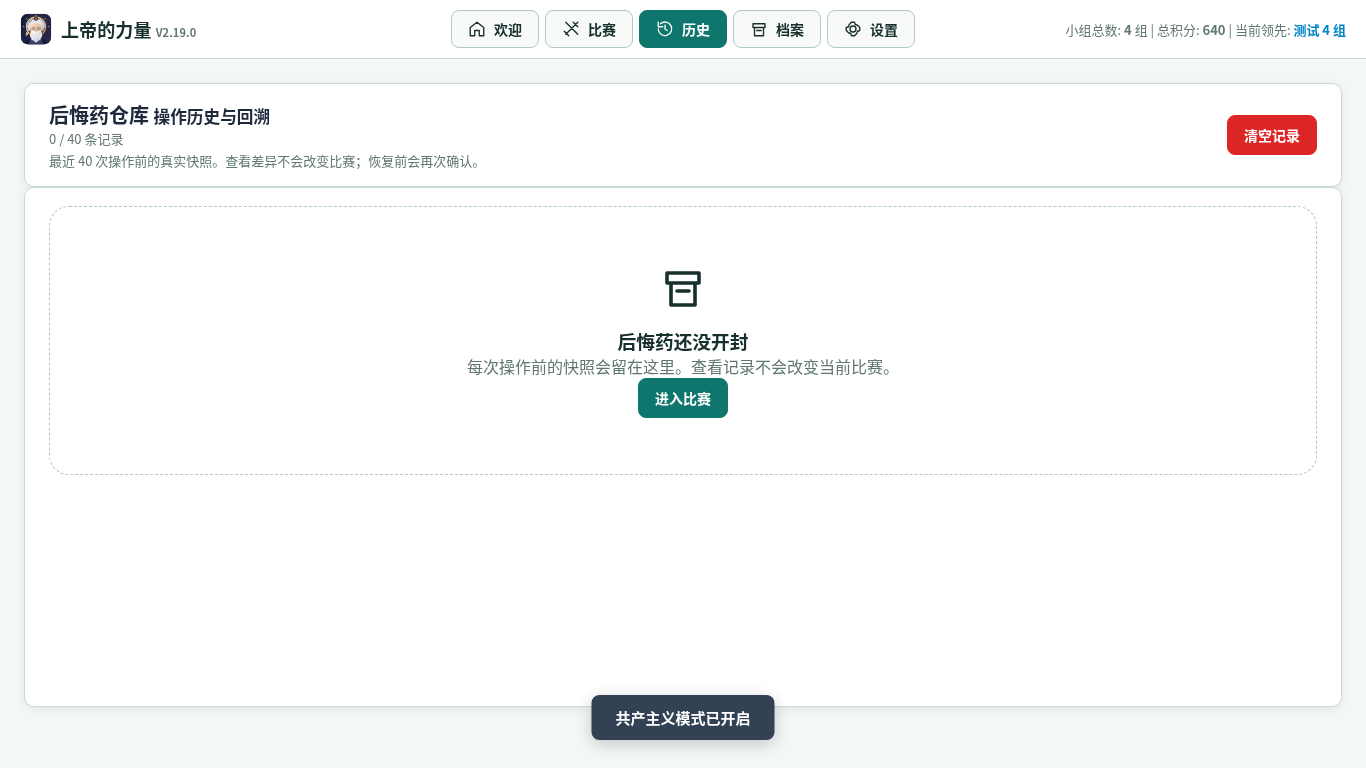 上帝的力量 V2.19.0
欢迎
比赛
历史
档案
设置
小组总数: 4 组 | 总积分: 640 | 当前领先: 测试 4 组
后悔药仓库 操作历史与回溯
0 / 40 条记录
最近 40 次操作前的真实快照。查看差异不会改变比赛；恢复前会再次确认。
清空记录
后悔药还没开封
每次操作前的快照会留在这里。查看记录不会改变当前比赛。
进入比赛
共产主义模式已开启